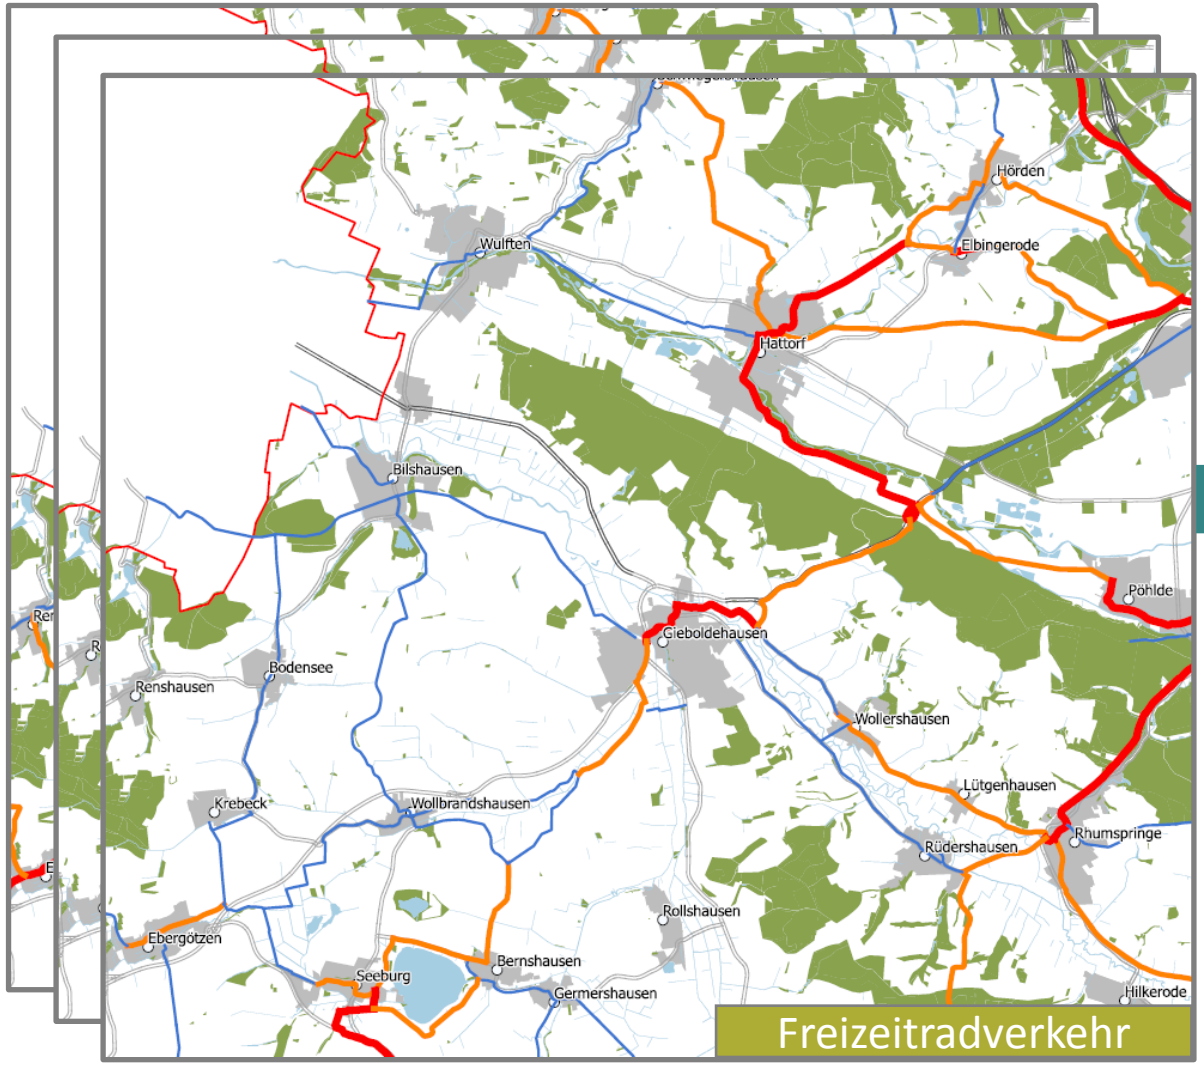 Hörden
Wulften
Elbingerode
Hattorf
Bilshausen
Pöhlde
Rer
Gieboldehausen
R
Bodensee
Renshausen
Wollershausen
Lütgenhausen
Krebeck
Wollbrandshausen
Rhumspringe
Rüdershausen
E
Rollshausen
Ebergötzen
Bernshausen
Seeburg
Germershausen
Hilkerode
Freizeitradverkehr